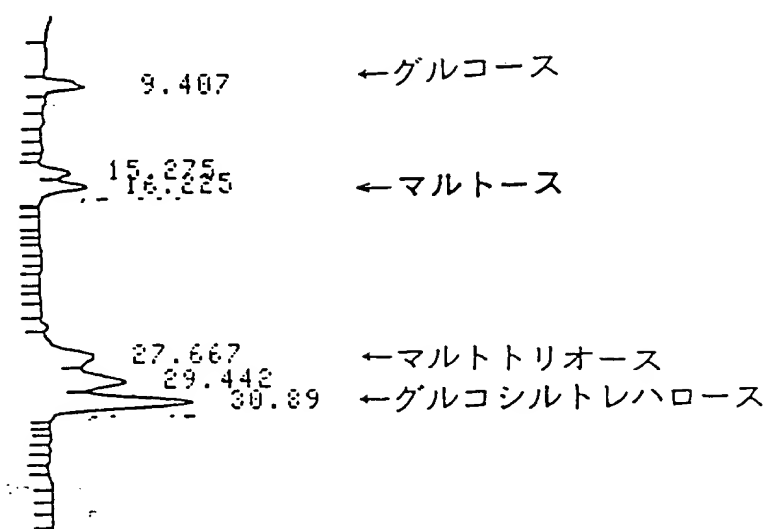 9.407 ←グルコース
15.275
16.225 ←マルトース
27.667 ←マルトトリオース
29.442
30.89 ←グルコシルトレハロース